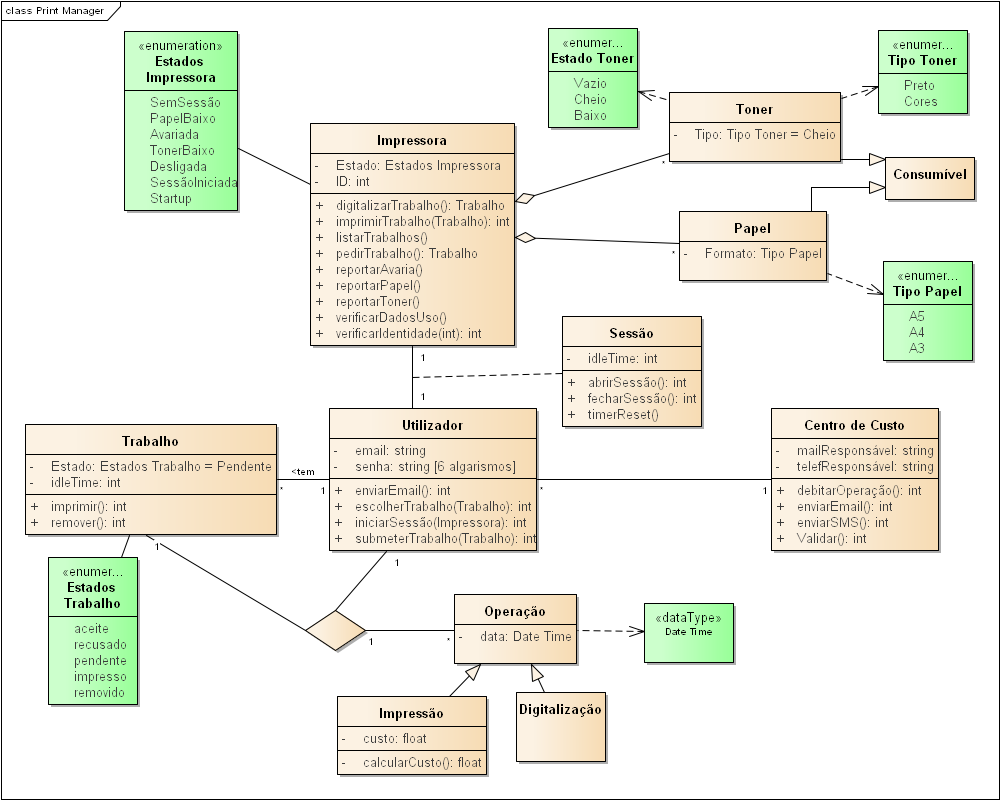 class Print Manager
«enumeration»
Estados
Impressora
SemSessão
PapelBaixo
Avariada
TonerBaixo
Desligada
SessãoIniciada
Startup
Impressora
- Estado: Estados Impressora
- ID: int
+ digitalizarTrabalho(): Trabalho
+ imprimirTrabalho(Trabalho): int
+ listarTrabalhos()
+ pedirTrabalho(): Trabalho
+ reportarAvaria()
+ reportarPapel()
+ reportarToner()
+ verificarDadosUso()
+ verificarIdentidade(int): int
«enumer...
Estado Toner
Vazio
Cheio
Baixo
«enumer...
Tipo Toner
Preto
Cores
Toner
- Tipo: Tipo Toner = Cheio
*
Consumível
Papel
- Formato: Tipo Papel
*
«enumer...
Tipo Papel
A5
A4
A3
Sessão
- idleTime: int
+ abrirSessão(): int
+ fecharSessão(): int
+ timerReset()
1
1
Trabalho
- Estado: Estados Trabalho = Pendente
- idleTime: int
+ imprimir(): int
+ remover(): int
<tem
*
1
Utilizador
- email: string
- senha: string [6 algarismos]
+ enviarEmail(): int
+ escolherTrabalho(Trabalho): int
+ iniciarSessão(Impressora): int
+ submeterTrabalho(Trabalho): int
*
1
Centro de Custo
- mailResponsável: string
- telefResponsável: string
+ debitarOperação(): int
+ enviarEmail(): int
+ enviarSMS(): int
+ Validar(): int
1
1
«enumer...
Estados
Trabalho
aceite
recusado
pendente
impresso
removido
1
*
Operação
- data: Date Time
«dataType»
Date Time
Impressão
- custo: float
- calcularCusto(): float
Digitalização